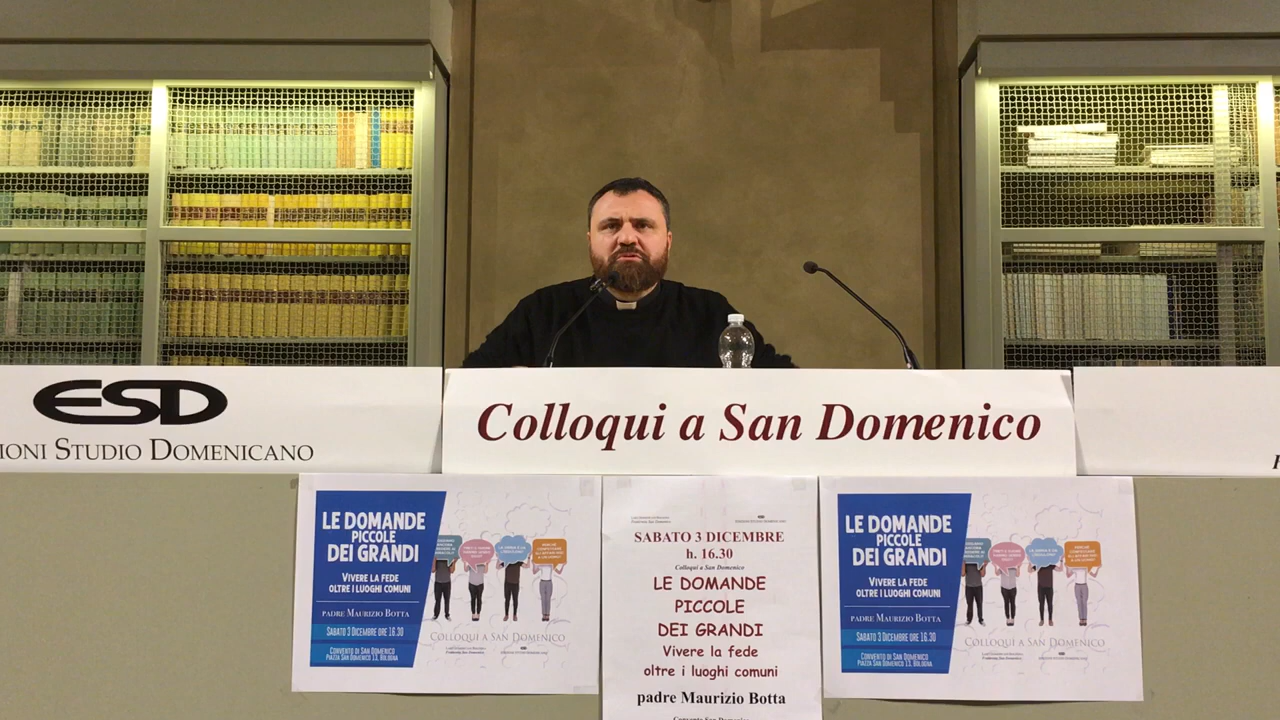 ESD
IONI STUDIO DOMENICANO
Colloqui a San Domenico
LE DOMANDE
PICCOLE
DEI GRANDI
VIVERE LA FEDE
OLTRE I LUOGHI COMUNI
PADRE MAURIZIO BOTTA
SABATO 3 DICEMBRE ORE 16.30
CONVENTO DI SAN DOMENICO
PIAZZA SAN DOMENICO 13, BOLOGNA
COLLOQUI A SAN DOMENICO
SABATO 3 DICEMBRE
h. 16.30
Colloqui a San Domenico
LE DOMANDE
PICCOLE
DEI GRANDI
Vivere la fede
oltre i luoghi comuni
padre Maurizio Botta
Convento San Domenico
LE DOMANDE
PICCOLE
DEI GRANDI
VIVERE LA FEDE
OLTRE I LUOGHI COMUNI
PADRE MAURIZIO BOTTA
SABATO 3 DICEMBRE ORE 16.30
CONVENTO DI SAN DOMENICO
PIAZZA SAN DOMENICO 13, BOLOGNA
COLLOQUI A SAN DOMENICO